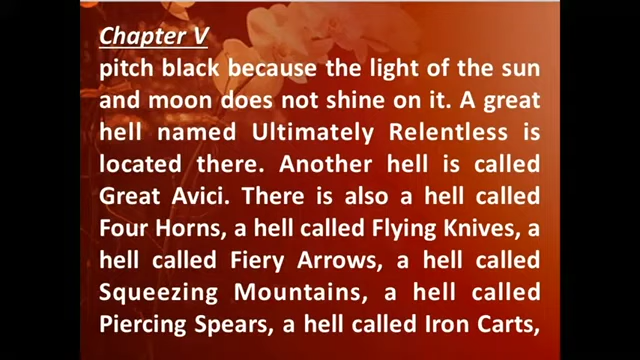 Chapter V
pitch black because the light of the sun
and moon does not shine on it. A great
hell named Ultimately Relentless is
located there. Another hell is called
Great Avici. There is also a hell called
Four Horns, a hell called Flying Knives, a
hell called Fiery Arrows, a hell called
Squeezing Mountains, a hell called
Piercing Spears, a hell called Iron Carts,